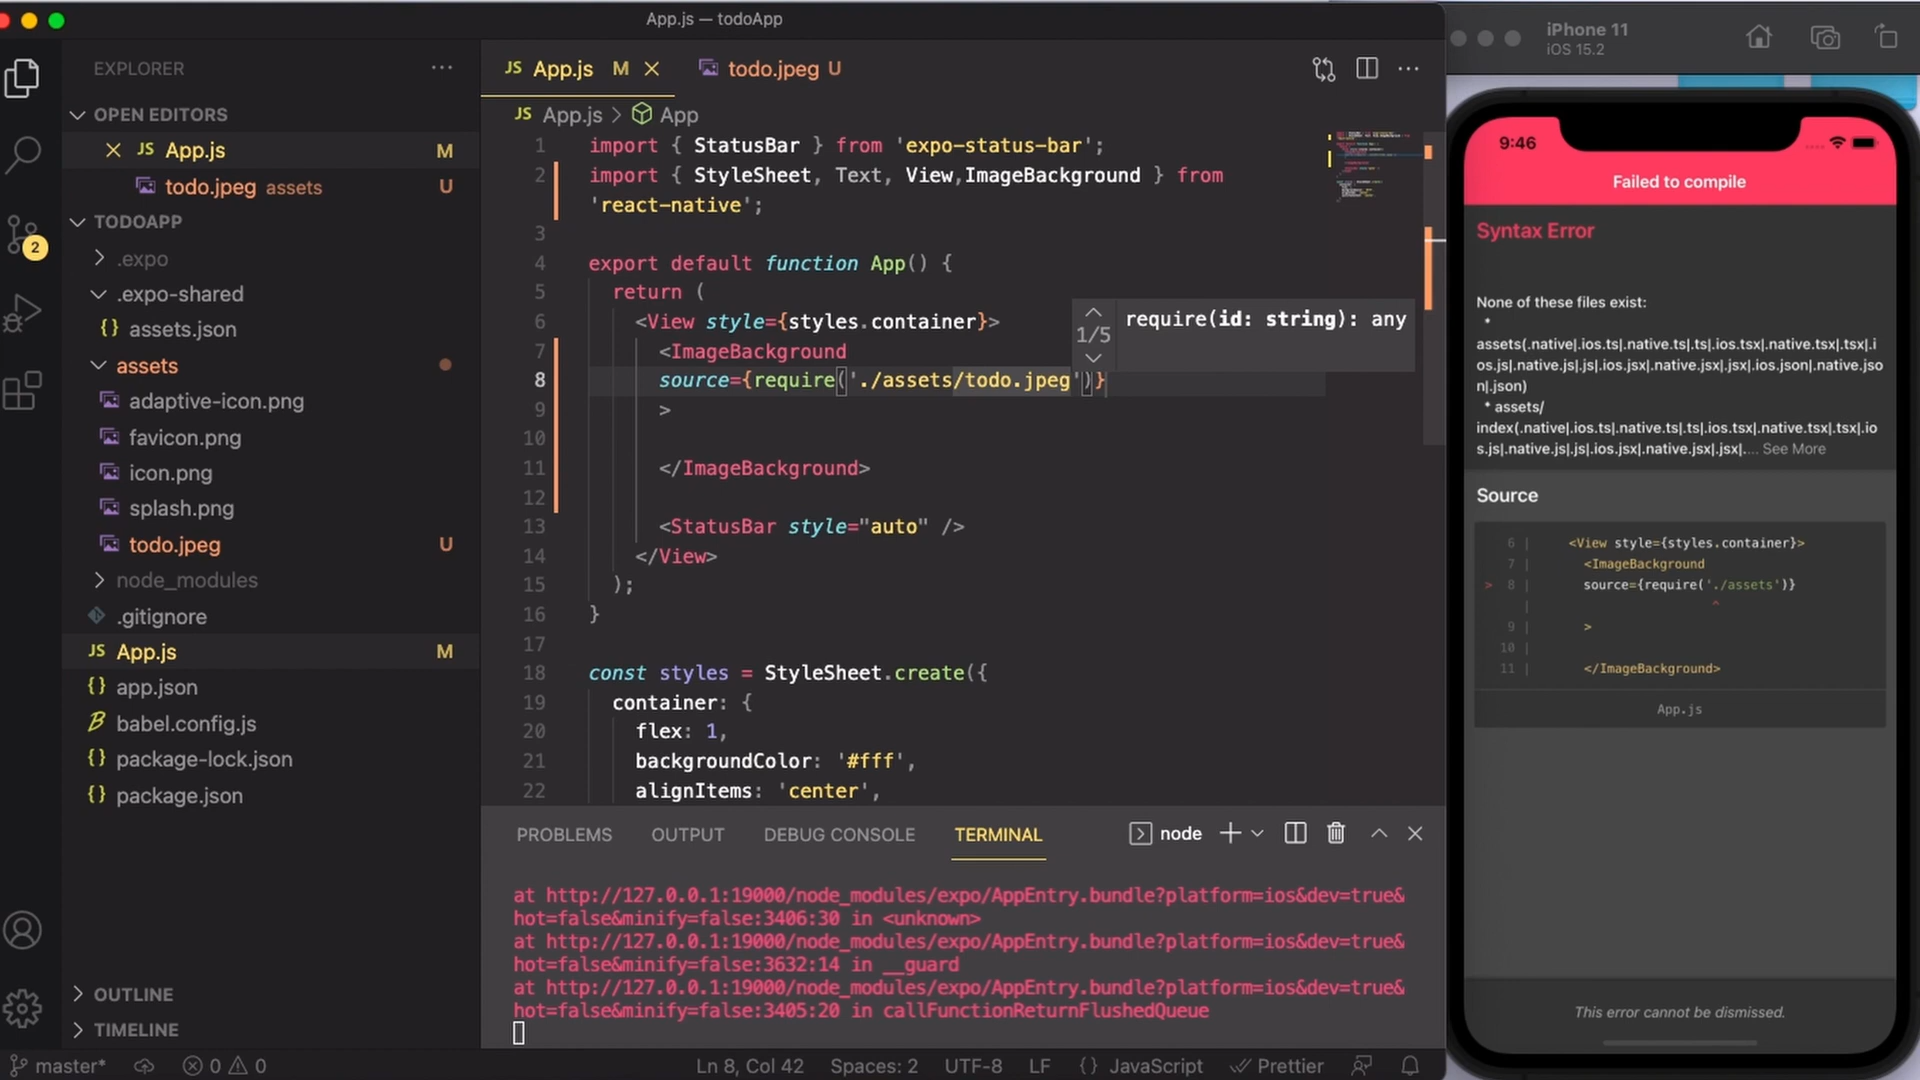 App.js — todoApp
EXPLORER
OPEN EDITORS
App.js M
todo.jpeg assets U
TODOAPP
.expo
.expo-shared
assets.json
assets
adaptive-icon.png
favicon.png
icon.png
splash.png
todo.jpeg U
node_modules
.gitignore
App.js M
app.json
babel.config.js
package-lock.json
package.json
OUTLINE
TIMELINE
2
JS App.js M
todo.jpeg U
JS App.js > App
1 import { StatusBar } from 'expo-status-bar';
2 import { StyleSheet, Text, View,ImageBackground } from
'react-native';
3
4 export default function App() {
5 return (
6 <View style={styles.container}>
7 <ImageBackground
8 source={require('./assets/todo.jpeg')}
9 >
10
11 </ImageBackground>
12
13 <StatusBar style="auto" />
14 </View>
15 );
16 }
17
18 const styles = StyleSheet.create({
19 container: {
20 flex: 1,
21 backgroundColor: '#fff',
22 alignItems: 'center',
1/5 require(id: string): any
PROBLEMS OUTPUT DEBUG CONSOLE TERMINAL node
at http://127.0.0.1:19000/node_modules/expo/AppEntry.bundle?platform=ios&dev=true&
hot=false&minify=false:3406:30 in <unknown>
at http://127.0.0.1:19000/node_modules/expo/AppEntry.bundle?platform=ios&dev=true&
hot=false&minify=false:3632:14 in __guard
at http://127.0.0.1:19000/node_modules/expo/AppEntry.bundle?platform=ios&dev=true&
hot=false&minify=false:3405:20 in callFunctionReturnFlushedQueue
master* 0 0 Ln 8, Col 42 Spaces: 2 UTF-8 LF {} JavaScript Prettier
iPhone 11
iOS 15.2
9:46
Failed to compile
Syntax Error
None of these files exist:
*
assets(.native|.ios.ts|.native.ts|.ts|.ios.tsx|.native.tsx|.tsx|.i
os.js|.native.js|.js|.ios.jsx|.native.jsx|.jsx|.ios.json|.native.jso
n|.json)
* assets/
index(.native|.ios.ts|.native.ts|.ts|.ios.tsx|.native.tsx|.tsx|.io
s.js|.native.js|.js|.ios.jsx|.native.jsx|.jsx|.... See More
Source
6 | <View style={styles.container}>
7 | <ImageBackground
> 8 | source={require('./assets')}
| ^
9 | >
10 |
11 | </ImageBackground>
App.js
This error cannot be dismissed.